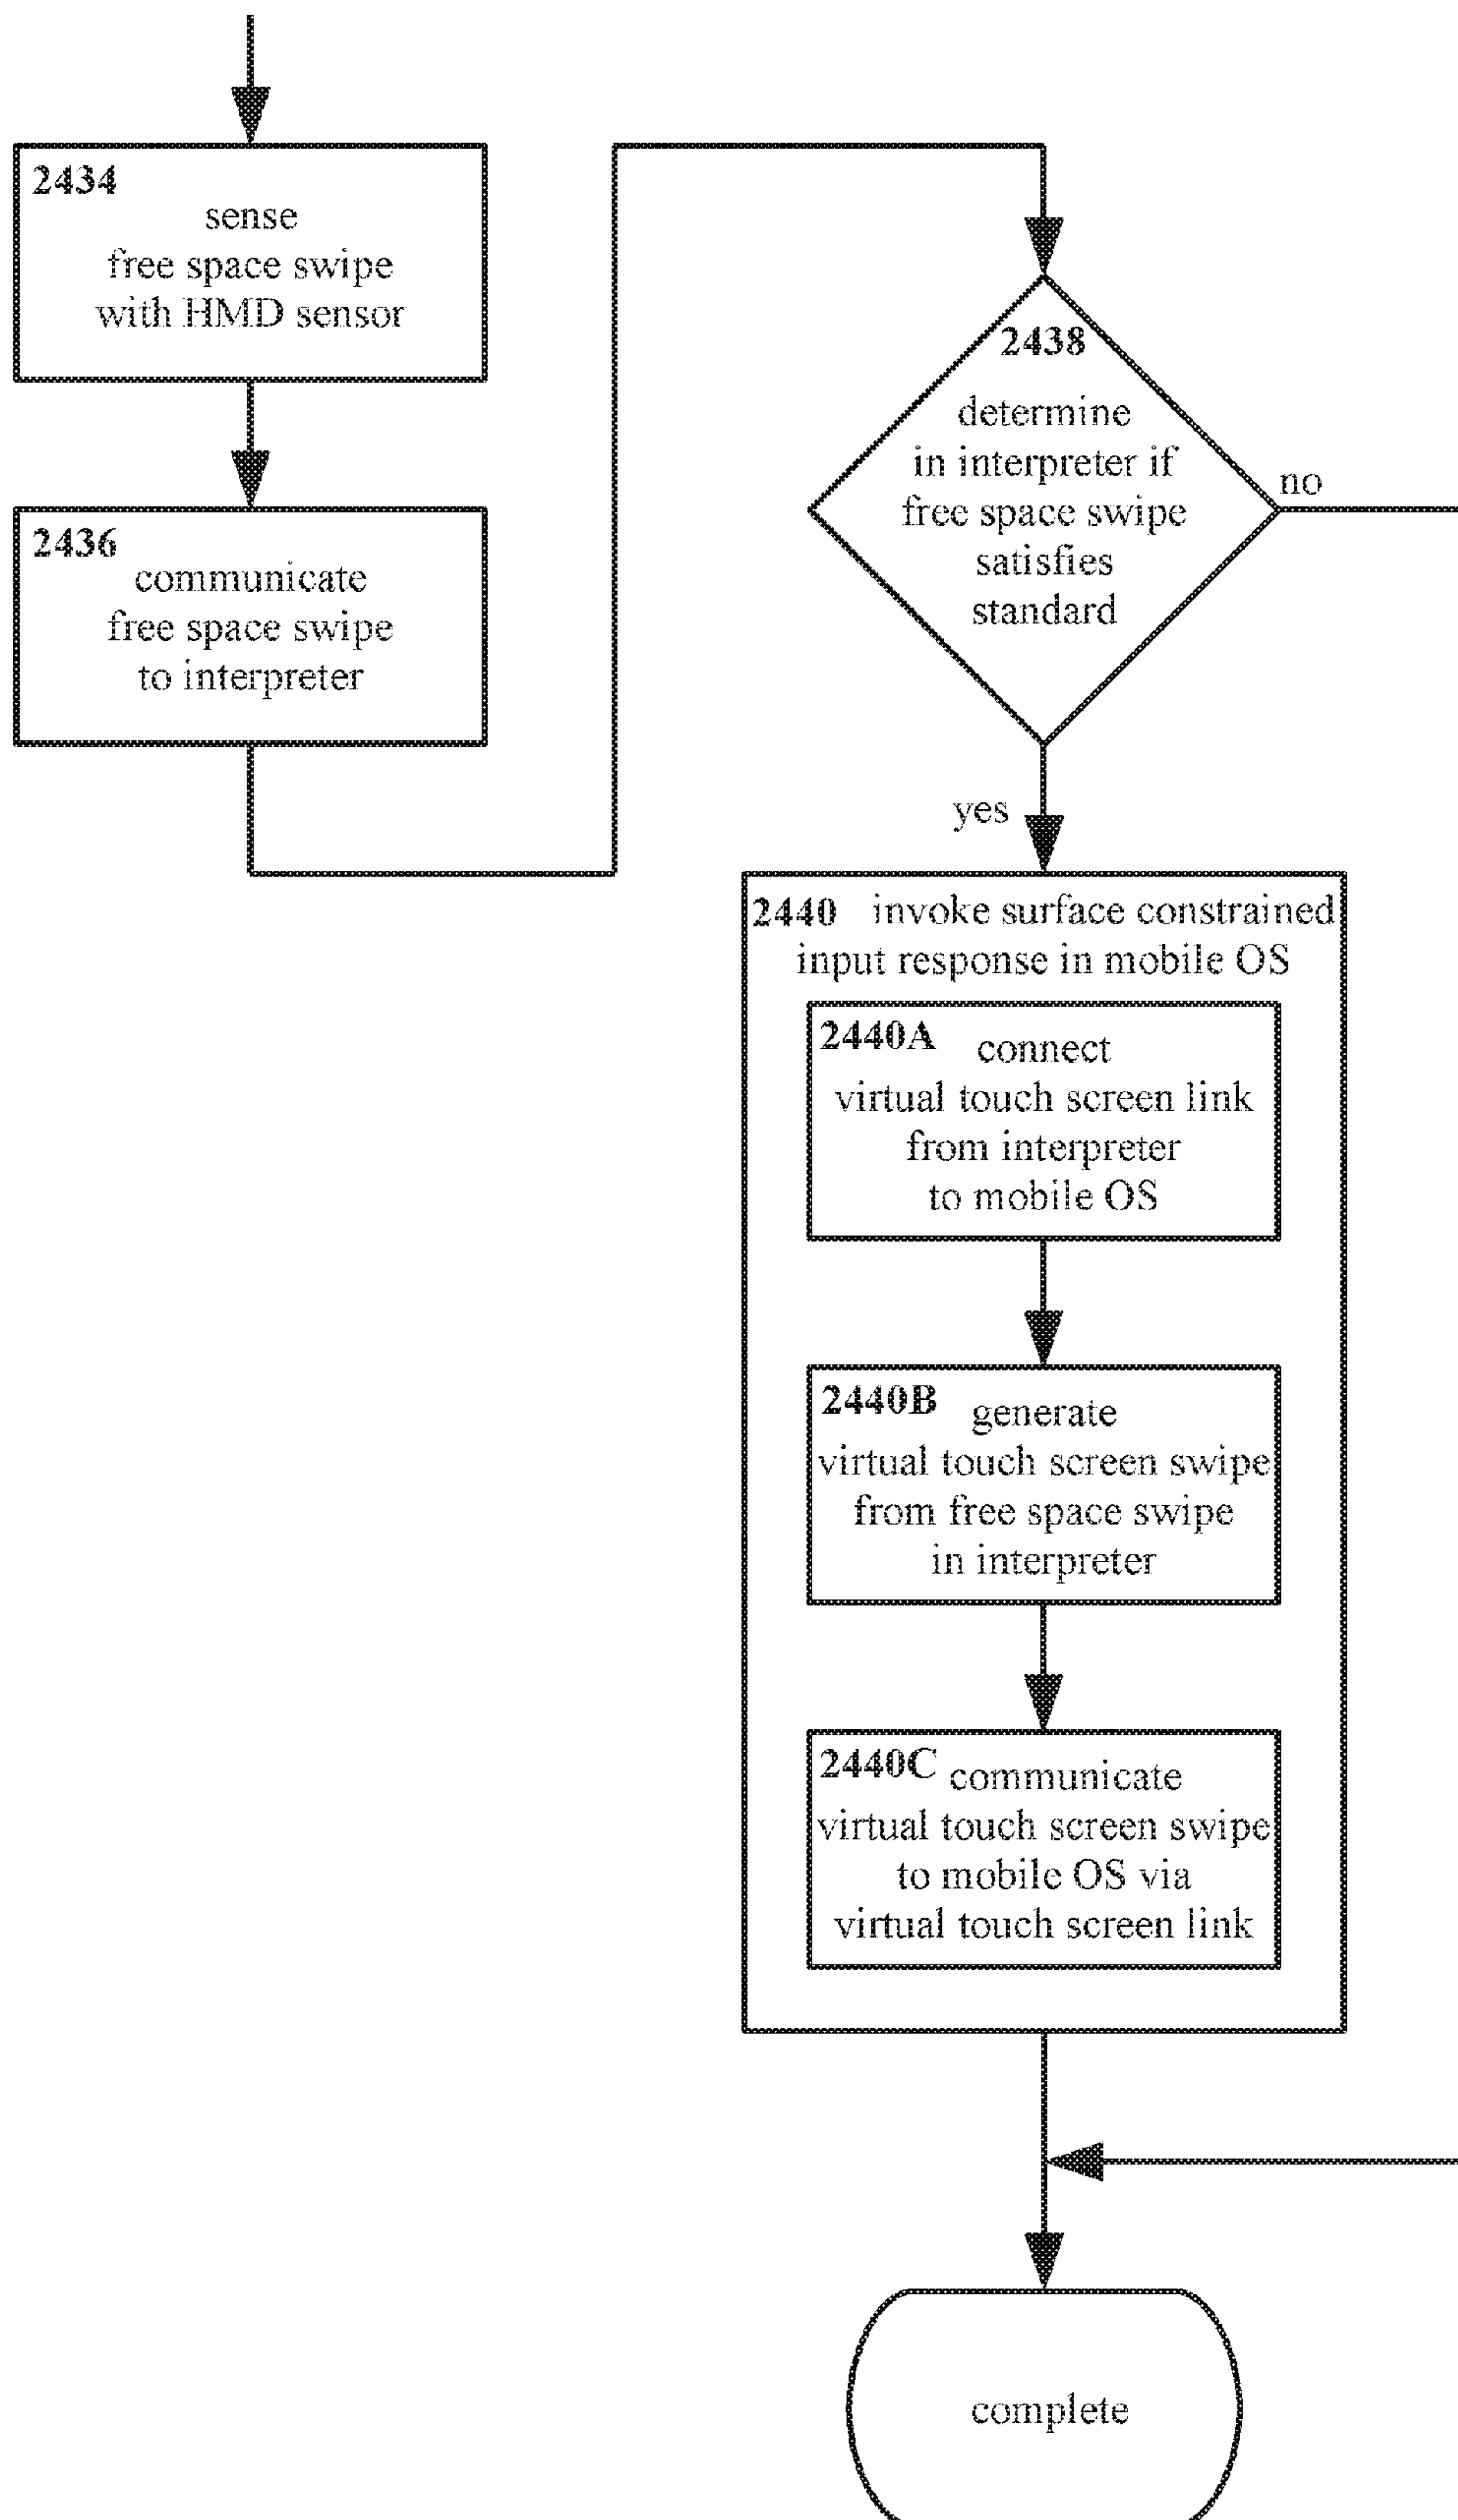 2434
sense
free space swipe
with HMD sensor
2436
communicate
free space swipe
to interpreter
2438
determine
in interpreter if
free space swipe
satisfies
standard
no
yes
2440 invoke surface constrained
input response in mobile OS
2440A connect
virtual touch screen link
from interpreter
to mobile OS
2440B generate
virtual touch screen swipe
from free space swipe
in interpreter
2440C communicate
virtual touch screen swipe
to mobile OS via
virtual touch screen link
complete